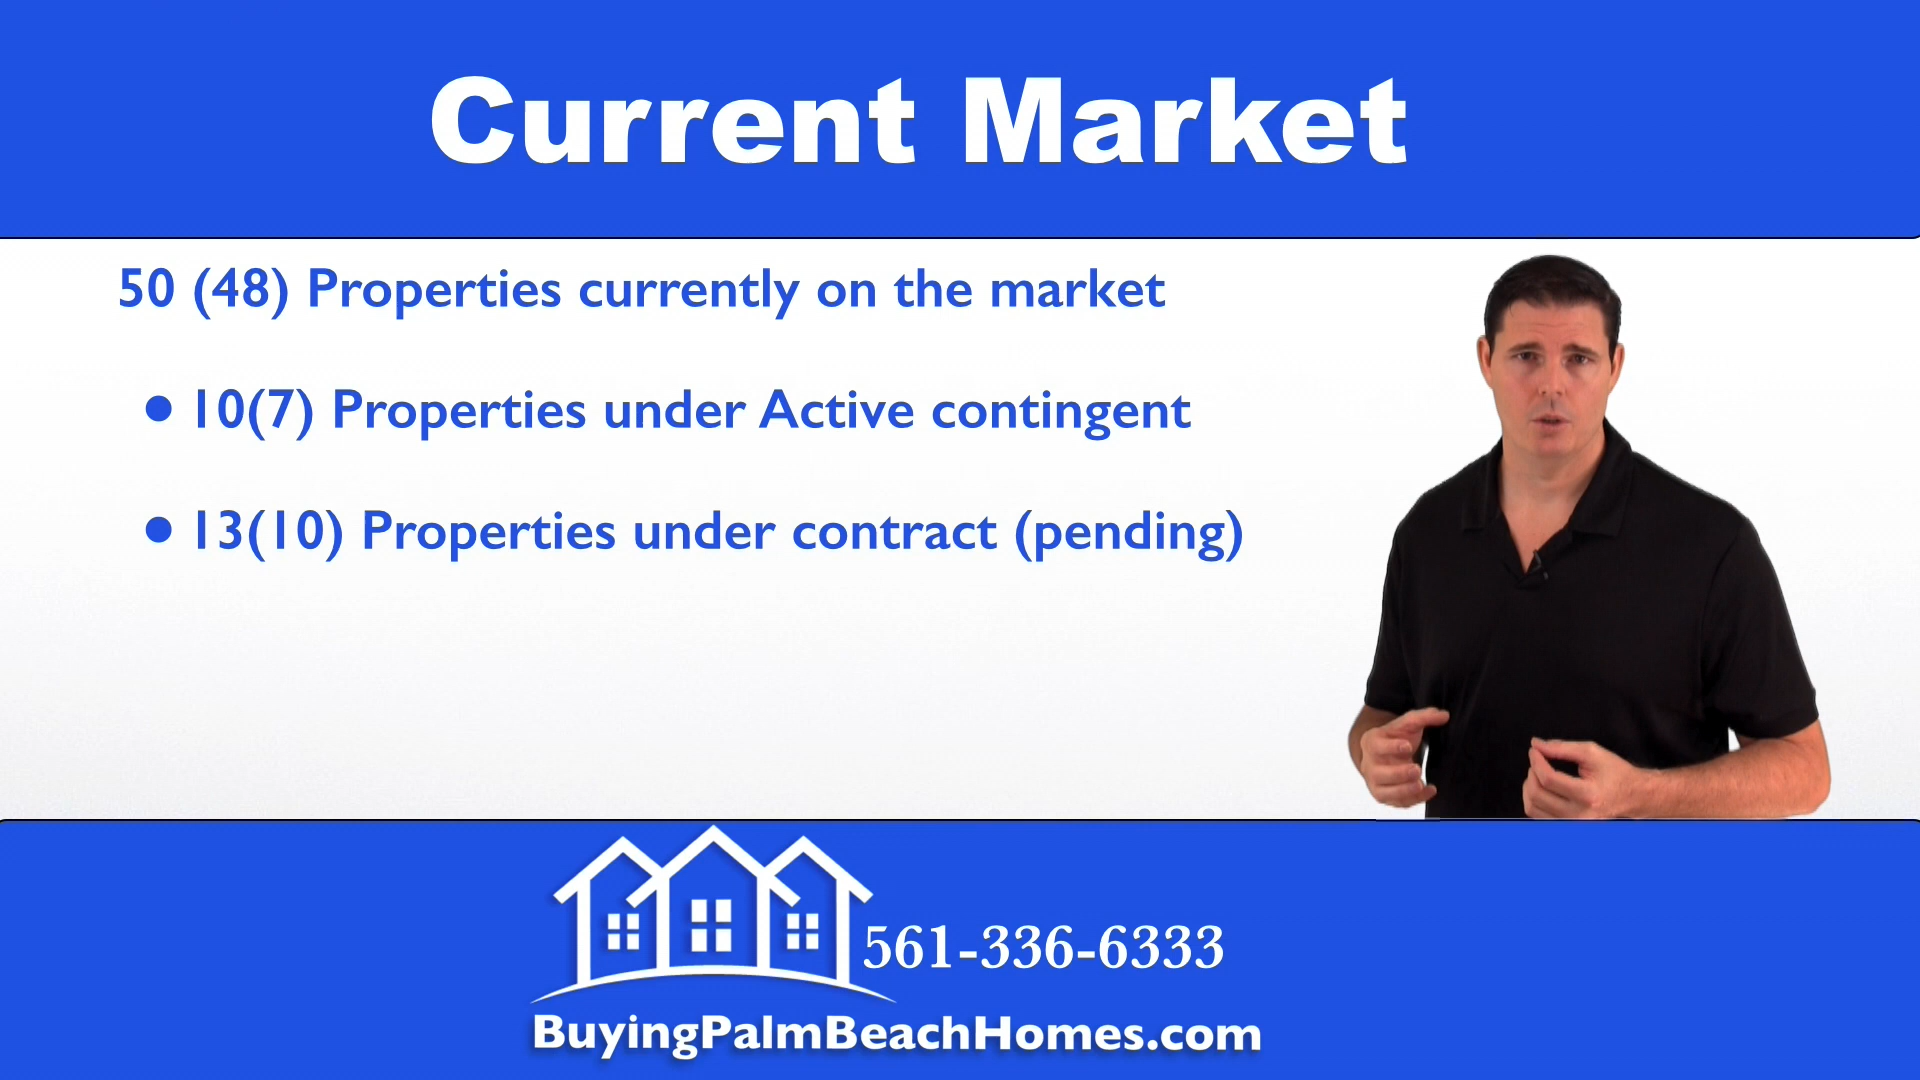 Current Market
50 (48) Properties currently on the market
• 10(7) Properties under Active contingent
• 13(10) Properties under contract (pending)
561-336-6333
BuyingPalmBeachHomes.com